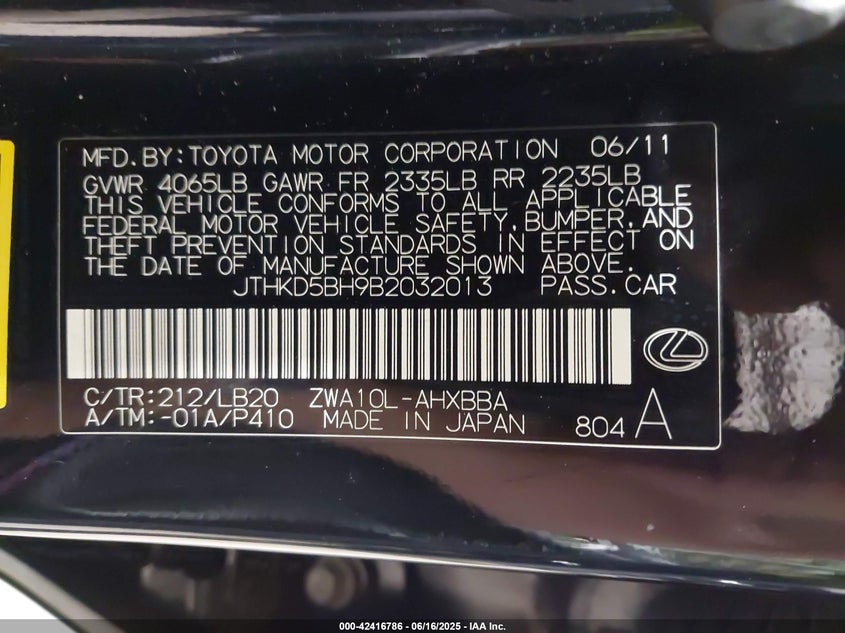 MFD.BY:TOYOTA MOTOR CORPORATION 06/11
GVWR 4065LB GAWR FR 2335LB RR 2235LB
THIS VEHICLE CONFORMS TO ALL APPLICABLE
FEDERAL MOTOR VEHICLE SAFETY,BUMPER,AND
THEFT PREVENTION STANDARDS IN EFFECT ON
THE DATE OF MANUFACTURE SHOWN ABOVE.
JTHKD5BH9B2032013 PASS.CAR
C/TR:212/LB20 ZWA10L-AHXBBA
A/TM:-01A/P410 MADE IN JAPAN 804 A
000-42416786 - 06/16/2025 - IAA Inc.